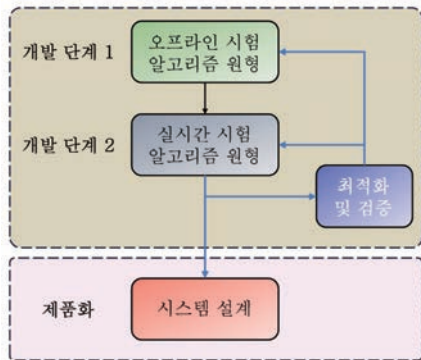 개발 단계 1
오프라인 시험
알고리즘 원형
개발 단계 2
실시간 시험
알고리즘 원형
최적화
및 검증
제품화
시스템 설계